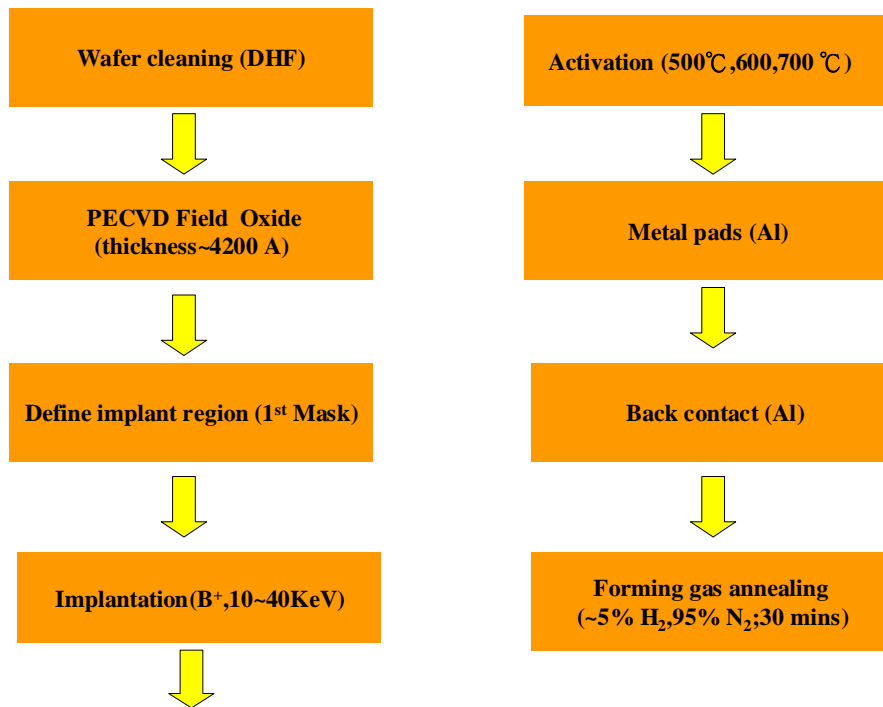 Wafer cleaning (DHF)
PECVD Field Oxide
(thickness~4200 A)
Define implant region (1st Mask)
Implantation(B+,10~40KeV)
Activation (500℃,600,700 ℃)
Metal pads (Al)
Back contact (Al)
Forming gas annealing
(~5% H2,95% N2;30 mins)